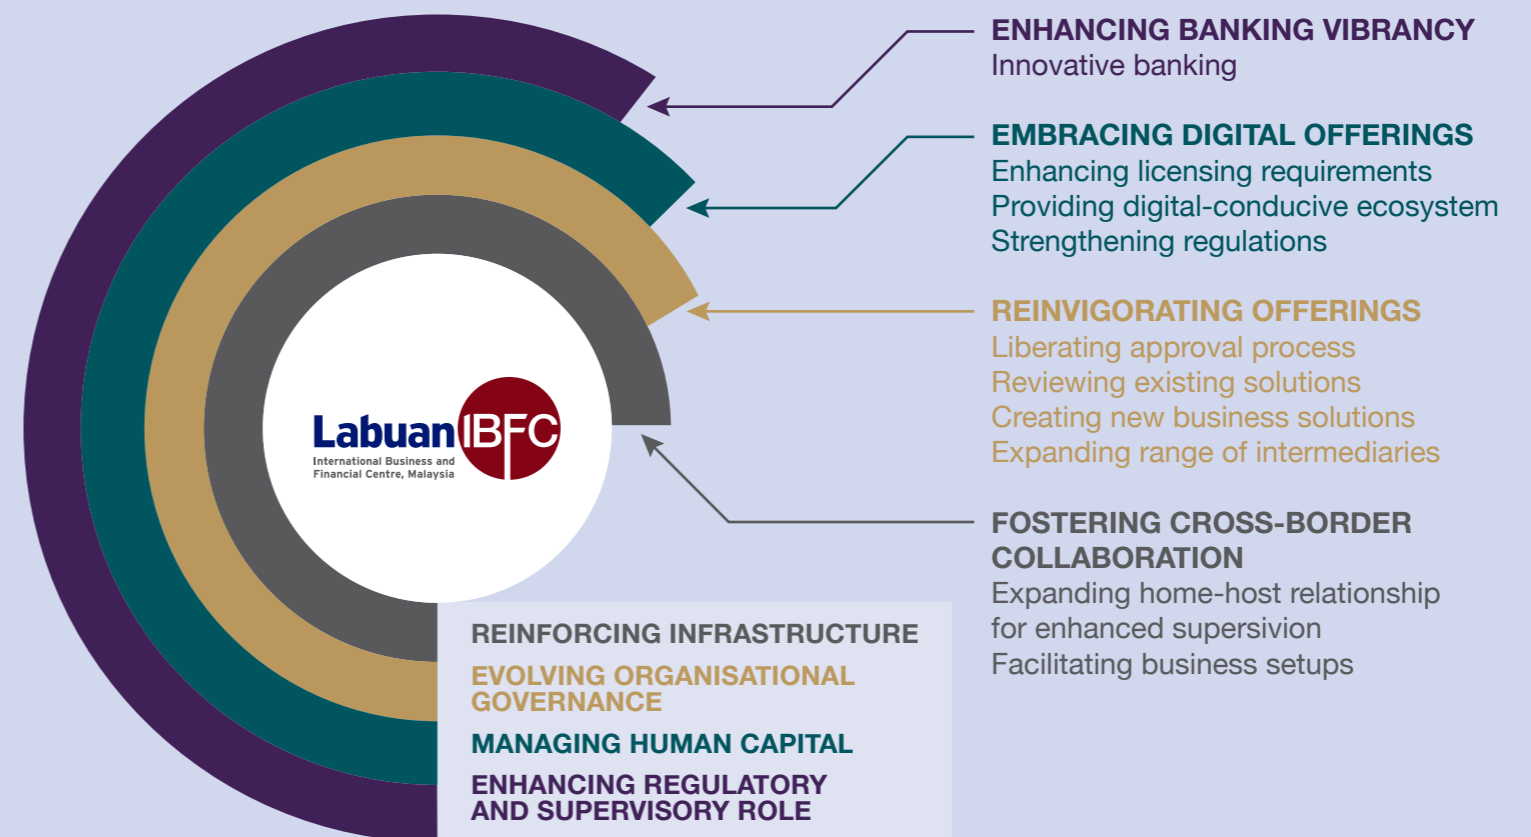 ENHANCING BANKING VIBRANCY
Innovative banking
EMBRACING DIGITAL OFFERINGS
Enhancing licensing requirements
Providing digital-conducive ecosystem
Strengthening regulations
REINVIGORATING OFFERINGS
Liberating approval process
Reviewing existing solutions
Creating new business solutions
Expanding range of intermediaries
FOSTERING CROSS-BORDER
COLLABORATION
Expanding home-host relationship
for enhanced supersivion
Facilitating business setups
Labuan IBFC
International Business and
Financial Centre, Malaysia
REINFORCING INFRASTRUCTURE
EVOLVING ORGANISATIONAL
GOVERNANCE
MANAGING HUMAN CAPITAL
ENHANCING REGULATORY
AND SUPERVISORY ROLE